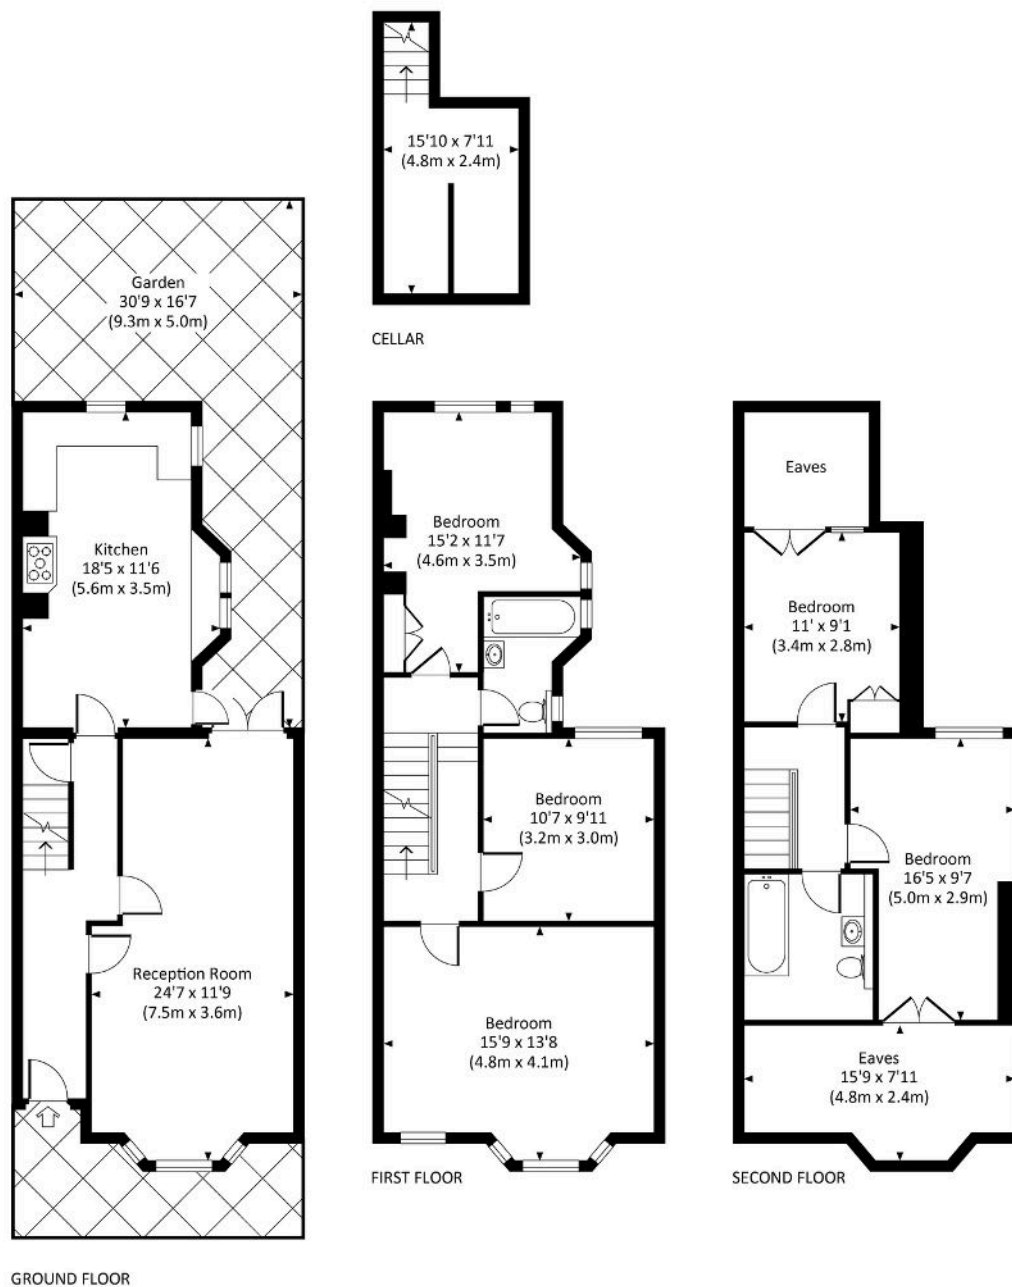 15'10 x 7'11
(4.8m x 2.4m)
CELLAR
Garden
30'9 x 16'7
(9.3m x 5.0m)
Kitchen
18'5 x 11'6
(5.6m x 3.5m)
Reception Room
24'7 x 11'9
(7.5m x 3.6m)
GROUND FLOOR
Bedroom
15'2 x 11'7
(4.6m x 3.5m)
Bedroom
10'7 x 9'11
(3.2m x 3.0m)
Bedroom
15'9 x 13'8
(4.8m x 4.1m)
FIRST FLOOR
Eaves
Bedroom
11' x 9'1
(3.4m x 2.8m)
Bedroom
16'5 x 9'7
(5.0m x 2.9m)
Eaves
15'9 x 7'11
(4.8m x 2.4m)
SECOND FLOOR